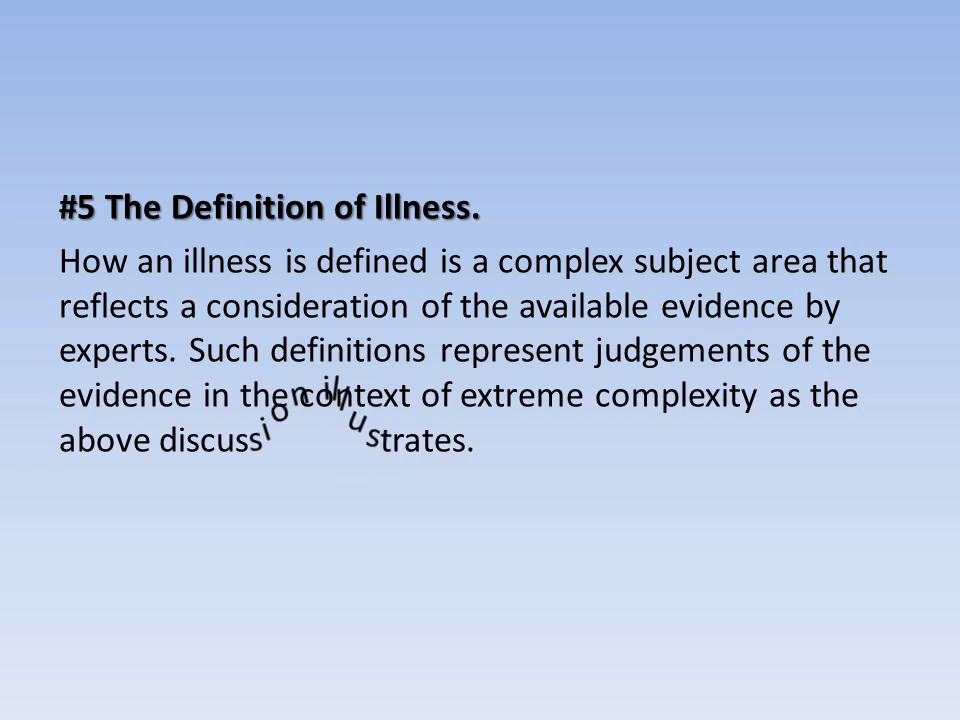 #5 The Definition of Illness.
How an illness is defined is a complex subject area that
reflects a consideration of the available evidence by
experts. Such definitions represent judgements of the
evidence in the context of extreme complexity as the
above discussion illustrates.